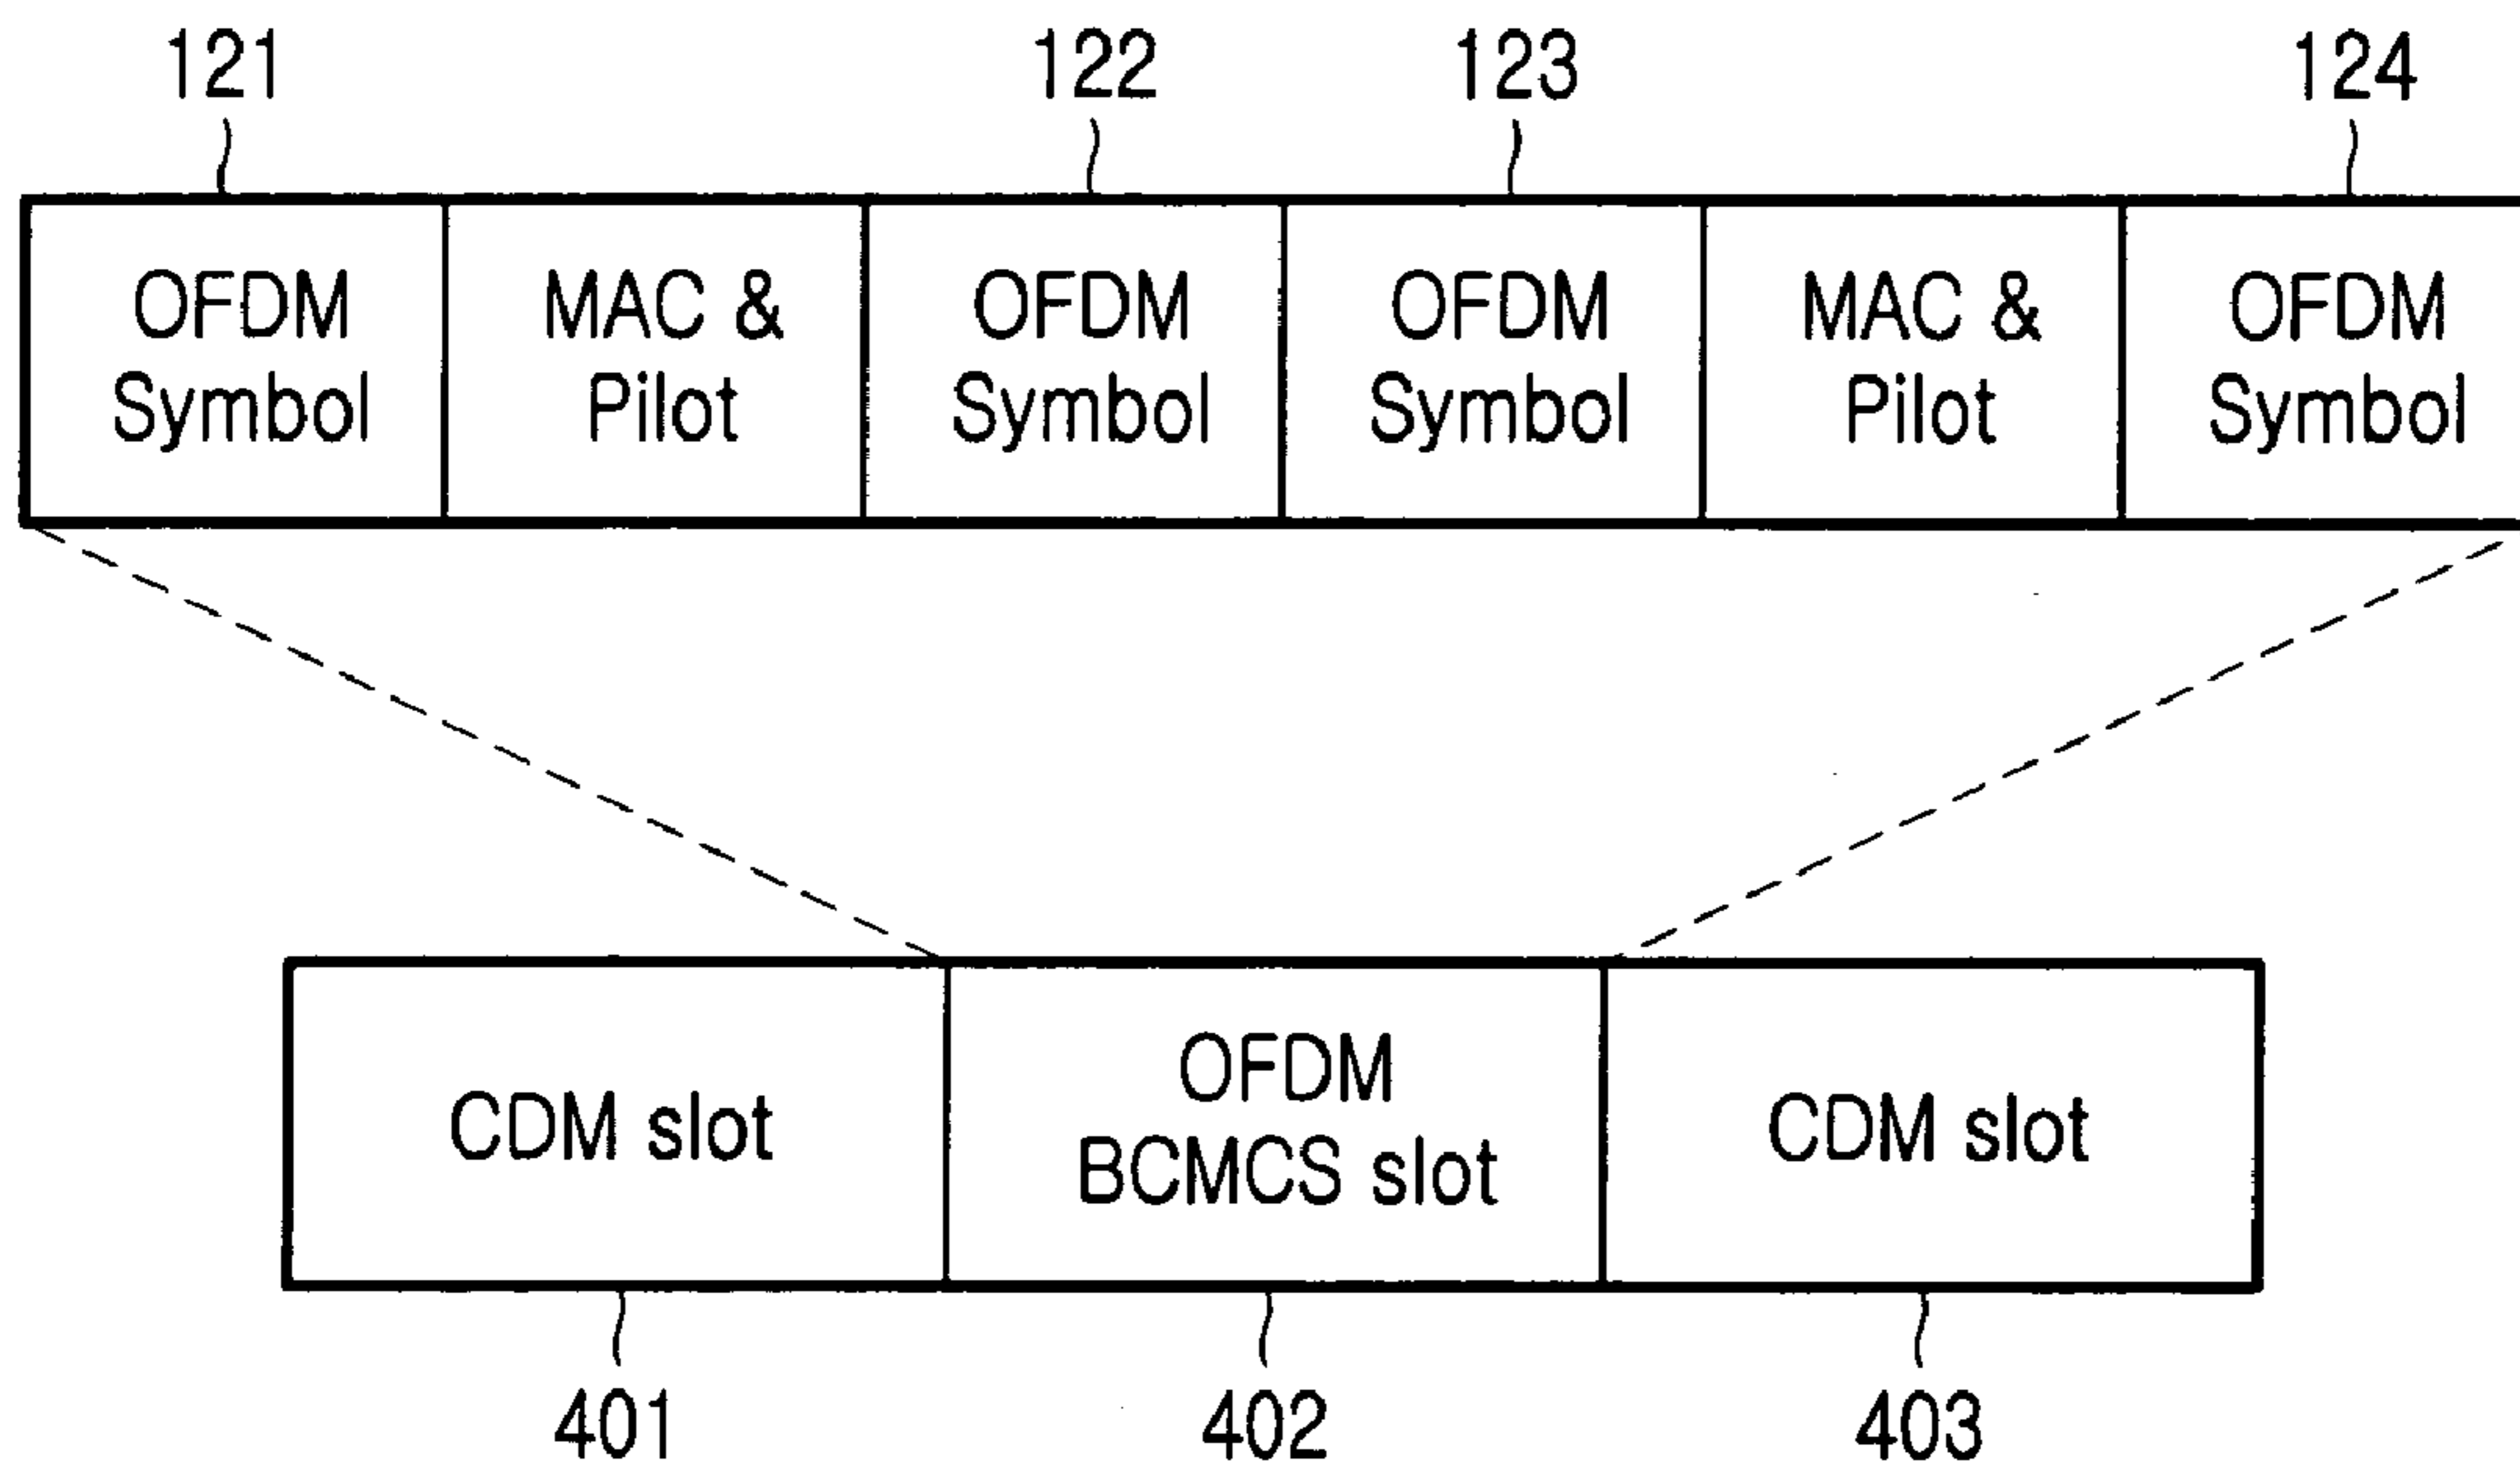 121
122
123
124
OFDM
Symbol
MAC &
Pilot
OFDM
Symbol
OFDM
Symbol
MAC &
Pilot
OFDM
Symbol
CDM slot
OFDM
BCMCS slot
CDM slot
401
402
403